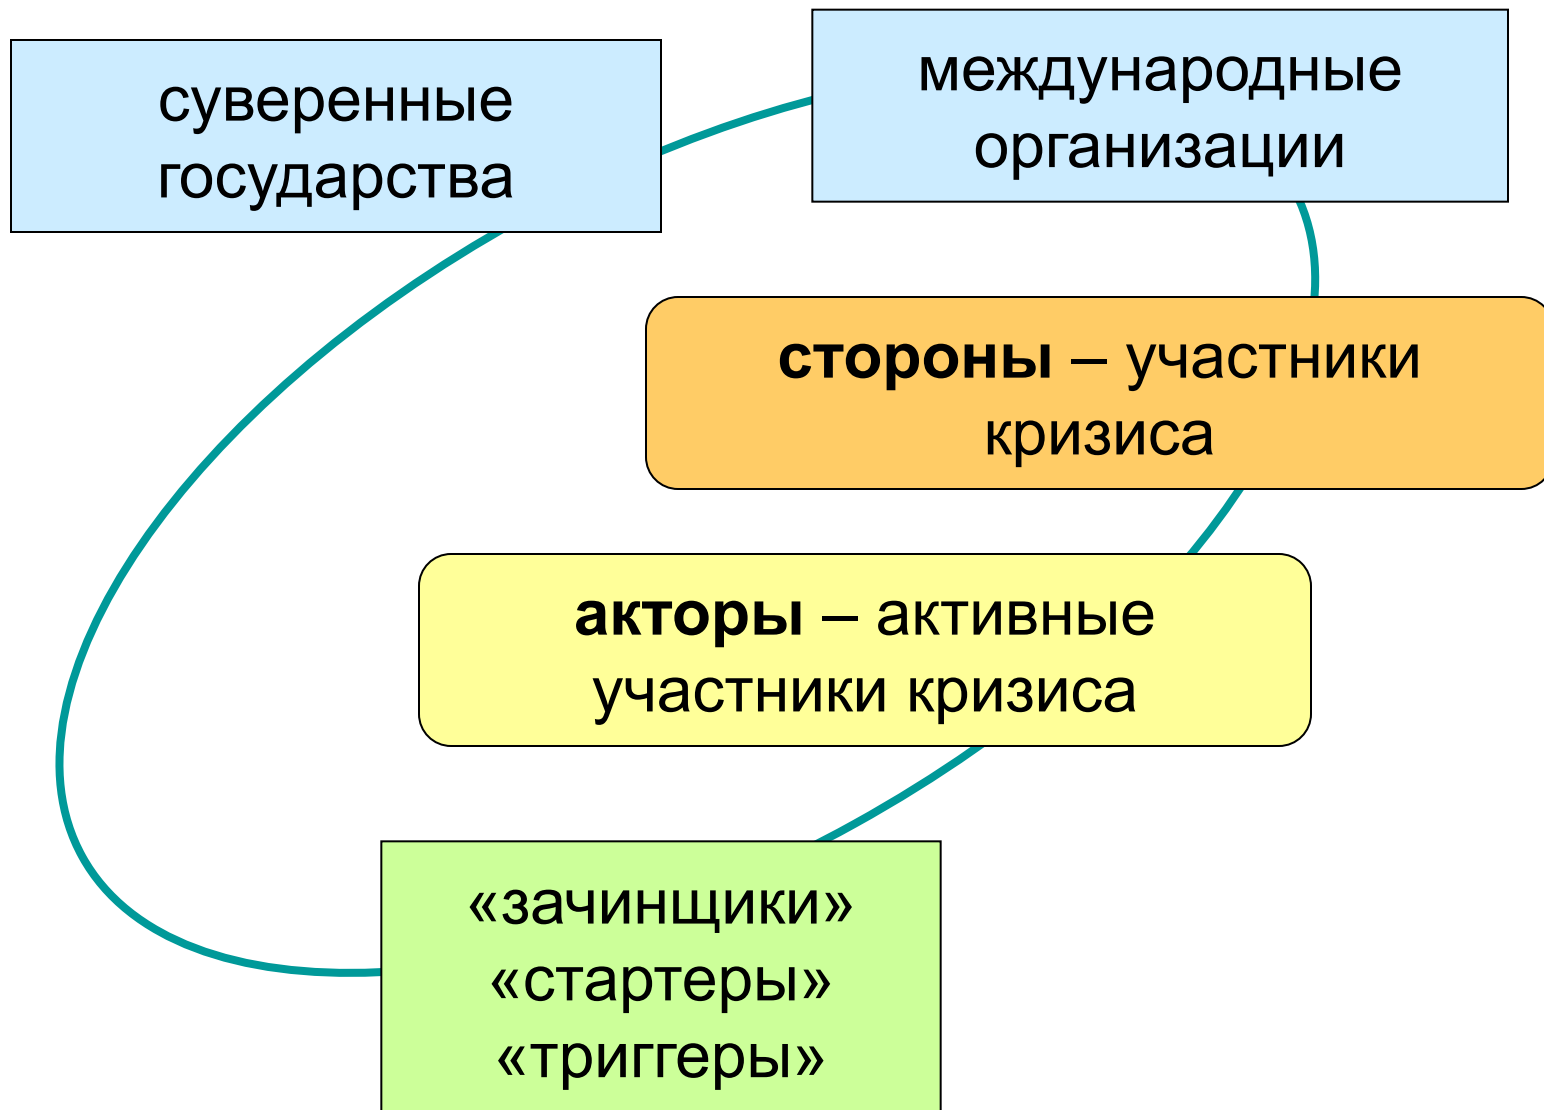 суверенные
государства
международные
организации
стороны – участники
кризиса
акторы – активные
участники кризиса
«зачинщики»
«стартеры»
«триггеры»